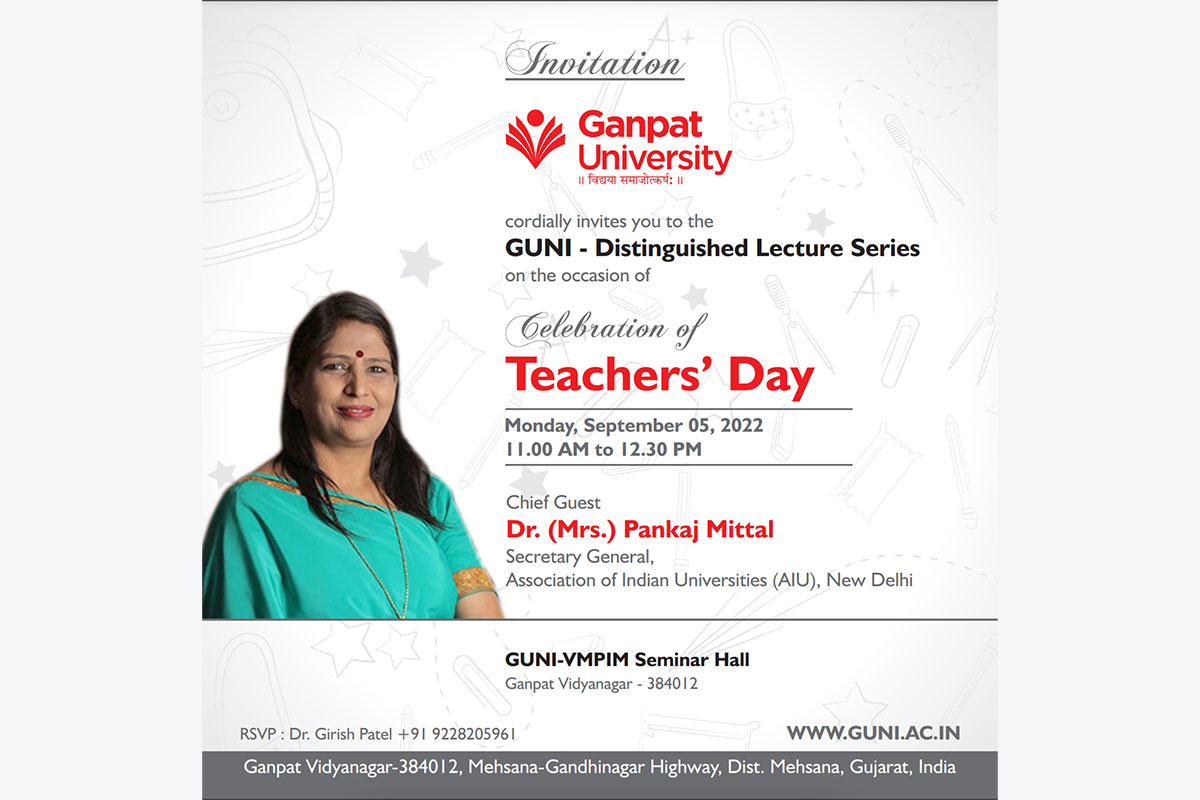 Invitation
Ganpat
University
॥ विद्यया समाजोत्कर्ष: ॥
cordially invites you to the
GUNI - Distinguished Lecture Series
on the occasion of
Celebration of
Teachers’ Day
Monday, September 05, 2022
11.00 AM to 12.30 PM
Chief Guest
Dr. (Mrs.) Pankaj Mittal
Secretary General,
Association of Indian Universities (AIU), New Delhi
GUNI-VMPIM Seminar Hall
Ganpat Vidyanagar - 384012
RSVP : Dr. Girish Patel +91 9228205961
WWW.GUNI.AC.IN
Ganpat Vidyanagar-384012, Mehsana-Gandhinagar Highway, Dist. Mehsana, Gujarat, India
A+
A+
A+